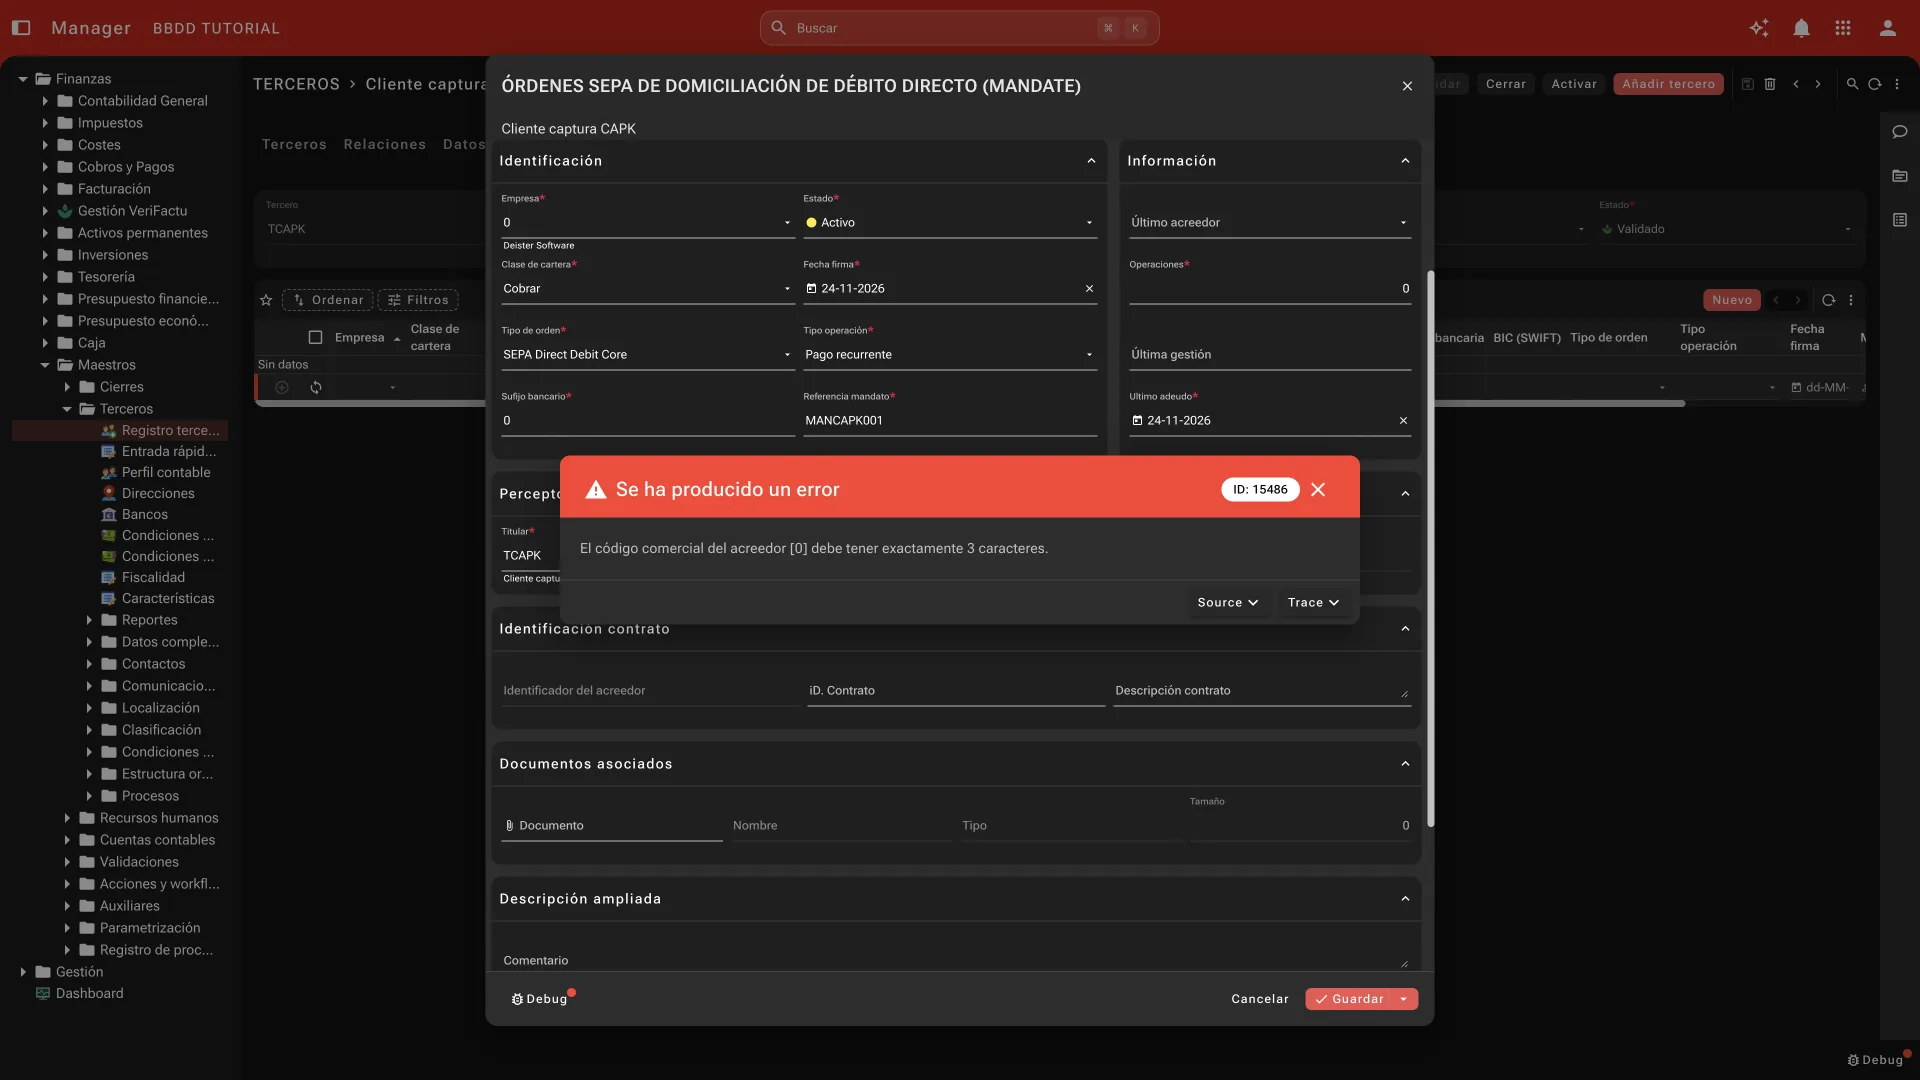 Manager BBDD TUTORIAL
Buscar
⌘ K
Finanzas
Contabilidad General
Impuestos
Costes
Cobros y Pagos
Facturación
Gestión VeriFactu
Activos permanentes
Inversiones
Tesorería
Presupuesto financie...
Presupuesto econó...
Caja
Maestros
Cierres
Terceros
Registro terce...
Entrada rápid...
Perfil contable
Direcciones
Bancos
Condiciones ...
Condiciones ...
Fiscalidad
Características
Reportes
Datos comple...
Contactos
Comunicacio...
Localización
Clasificación
Condiciones ...
Estructura or...
Procesos
Recursos humanos
Cuentas contables
Validaciones
Acciones y workfl...
Auxiliares
Parametrización
Registro de proc...
Gestión
Dashboard
TERCEROS › Cliente captura
Cerrar
Activar
Añadir tercero
Terceros Relaciones Datos
Tercero
TCAPK
Estado*
Validado
Ordenar
Filtros
Nuevo
Empresa
Clase de cartera
bancaria
BIC (SWIFT)
Tipo de orden
Tipo operación
Fecha firma
Sin datos
dd-MM-
ÓRDENES SEPA DE DOMICILIACIÓN DE DÉBITO DIRECTO (MANDATE)
Cliente captura CAPK
Identificación
Empresa*
0
Deister Software
Estado*
Activo
Clase de cartera*
Cobrar
Fecha firma*
24-11-2026
Tipo de orden*
SEPA Direct Debit Core
Tipo operación*
Pago recurrente
Sufijo bancario*
0
Referencia mandato*
MANCAPK001
Información
Último acreedor
Operaciones*
0
Última gestión
Ultimo adeudo*
24-11-2026
Percepto
Titular*
TCAPK
Cliente captu
Se ha producido un error
ID: 15486
El código comercial del acreedor [0] debe tener exactamente 3 caracteres.
Source
Trace
Identificación contrato
Identificador del acreedor
iD. Contrato
Descripción contrato
Documentos asociados
Documento
Nombre
Tipo
Tamaño
0
Descripción ampliada
Comentario
Debug
Cancelar
Guardar
Debug